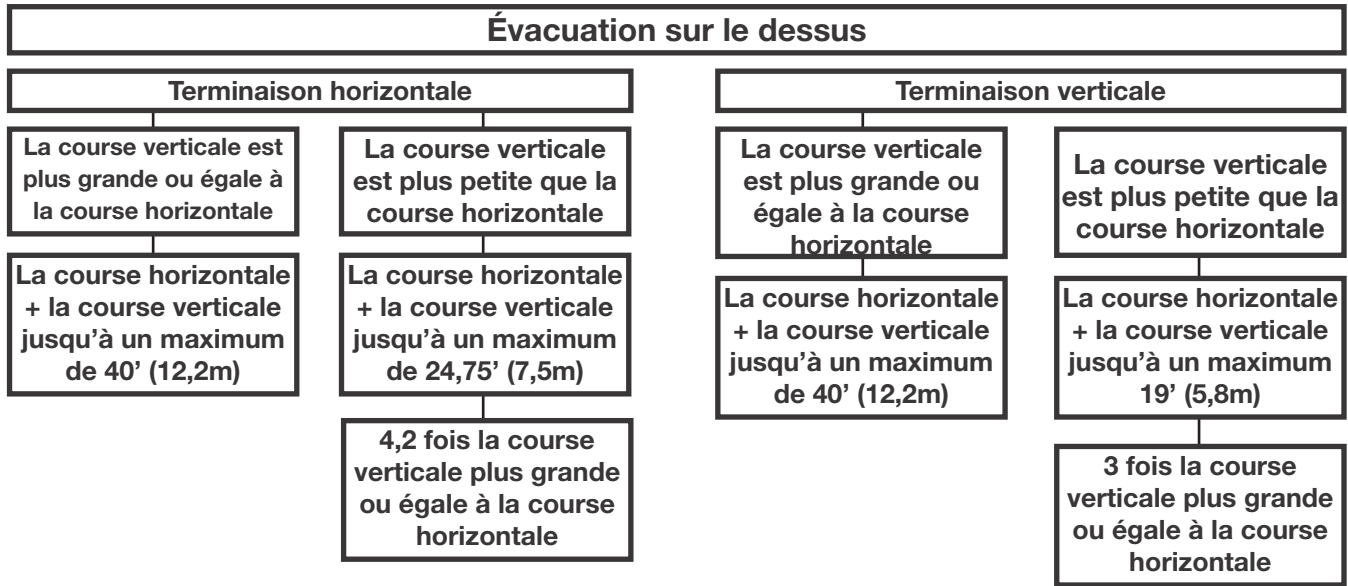 Évacuation sur le dessus
Terminaison horizontale
La course verticale est
plus grande ou égale à
la course horizontale
La course horizontale
+ la course verticale
jusqu'à un maximum
de 40’ (12,2m)
La course verticale
est plus petite que la
course horizontale
La course horizontale
+ la course verticale
jusqu'à un maximum
de 24,75’ (7,5m)
4,2 fois la course
verticale plus grande
ou égale à la course
horizontale
Terminaison verticale
La course verticale
est plus grande ou
égale à la course
horizontale
La course horizontale
+ la course verticale
jusqu'à un maximum
de 40’ (12,2m)
La course verticale
est plus petite que la
course horizontale
La course horizontale
+ la course verticale
jusqu'à un maximum
19’ (5,8m)
3 fois la course
verticale plus grande
ou égale à la course
horizontale